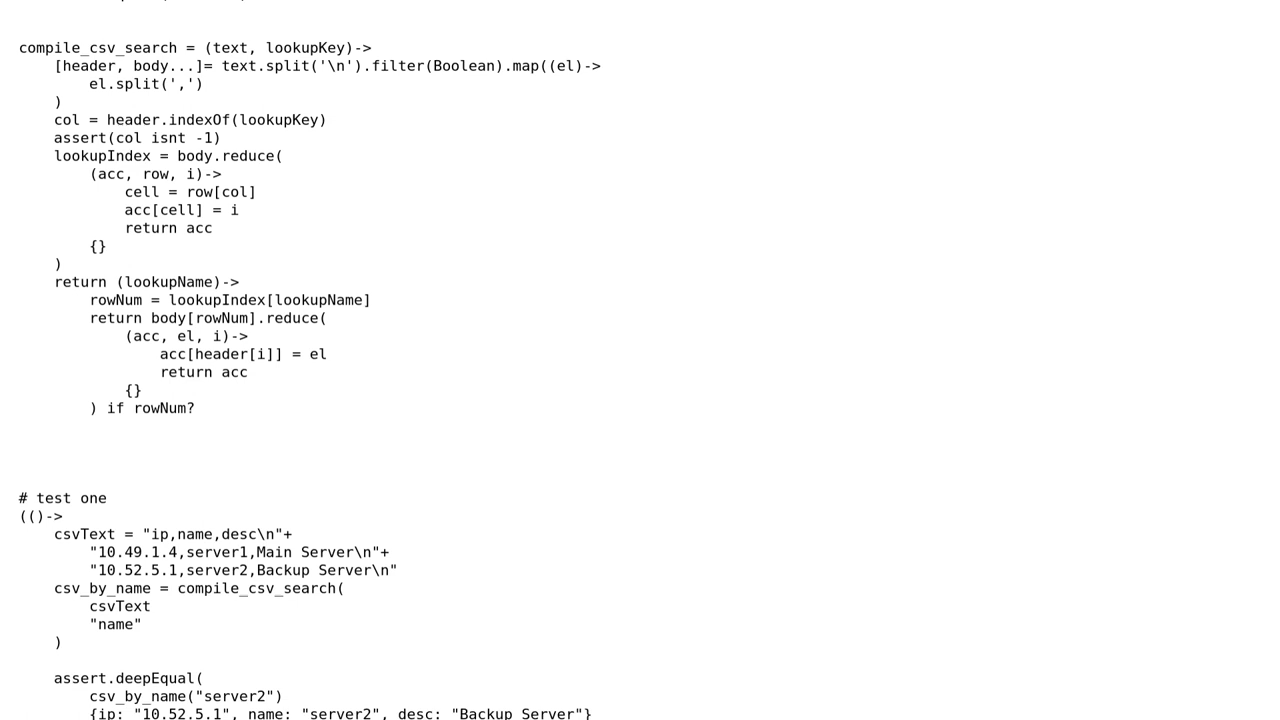 compile_csv_search = (text, lookupKey)->
    [header, body...]= text.split('\n').filter(Boolean).map((el)->
        el.split(',')
    )
    col = header.indexOf(lookupKey)
    assert(col isnt -1)
    lookupIndex = body.reduce(
        (acc, row, i)->
            cell = row[col]
            acc[cell] = i
            return acc
        {}
    )
    return (lookupName)->
        rowNum = lookupIndex[lookupName]
        return body[rowNum].reduce(
            (acc, el, i)->
                acc[header[i]] = el
                return acc
            {}
        ) if rowNum?
# test one
(()->
    csvText = "ip,name,desc\n"+
        "10.49.1.4,server1,Main Server\n"+
        "10.52.5.1,server2,Backup Server\n"
    csv_by_name = compile_csv_search(
        csvText
        "name"
    )
    assert.deepEqual(
        csv_by_name("server2")
        {ip: "10.52.5.1", name: "server2", desc: "Backup Server"}